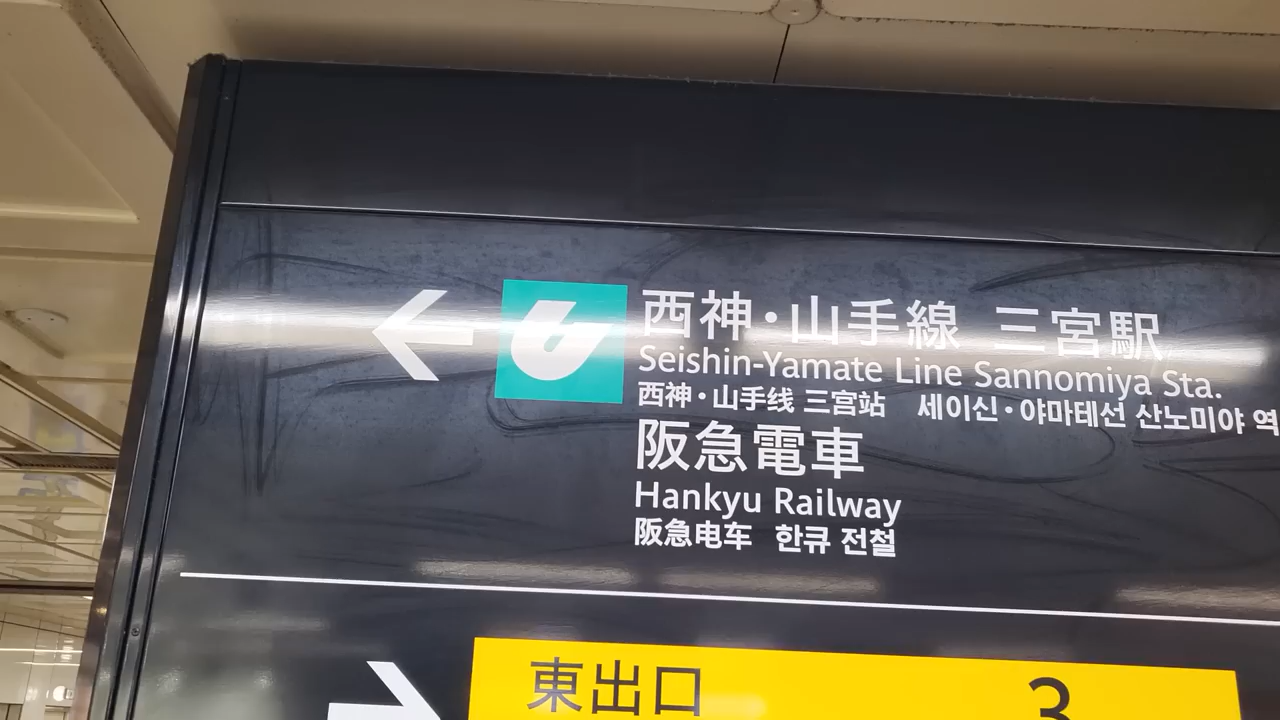 西神・山手線 三宮駅
Seishin-Yamate Line Sannomiya Sta.
西神・山手线 三宫站 세이신・야마테선 산노미야 역
阪急電車
Hankyu Railway
阪急电车 한큐 전철
東出口 3